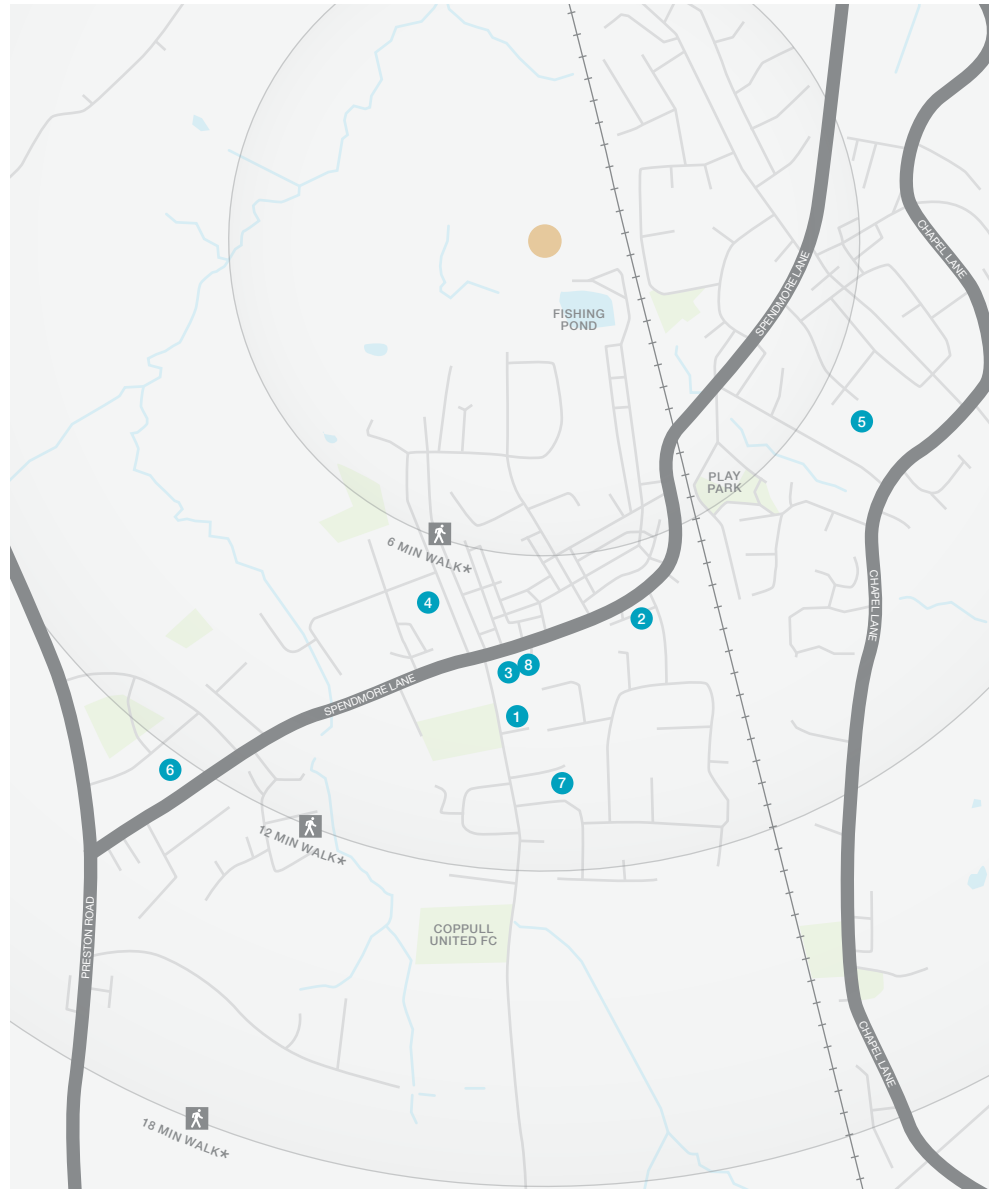 CHAPEL LANE
SPENDMORE LANE
FISHING
POND
5
PLAY
PARK
6 MIN WALK*
4
2
CHAPEL LANE
3
8
SPENDMORE LANE
1
6
7
12 MIN WALK*
COPPULL
UNITED FC
PRESTON ROAD
CHAPEL LANE
18 MIN WALK*